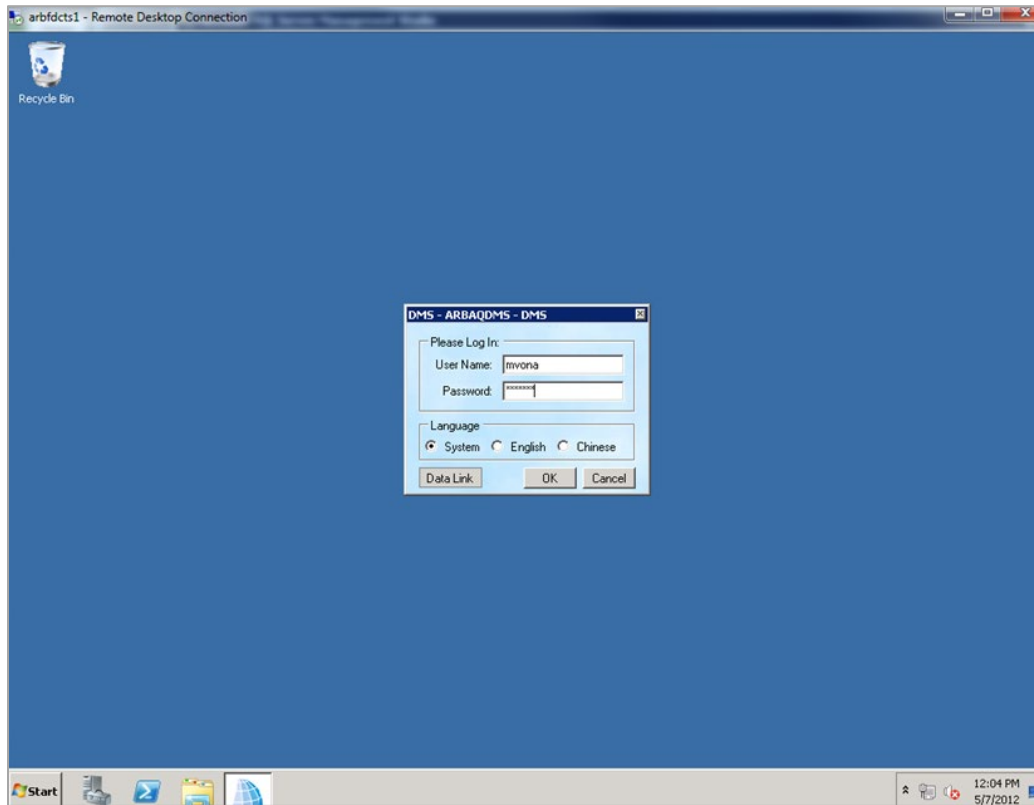 arbfdcts1 - Remote Desktop Connection
Recycle Bin
DMS - ARBAQDMS - DMS
Please Log In:
User Name: mvona
Password: *******
Language
System English Chinese
Data Link OK Cancel
Start
12:04 PM
5/7/2012